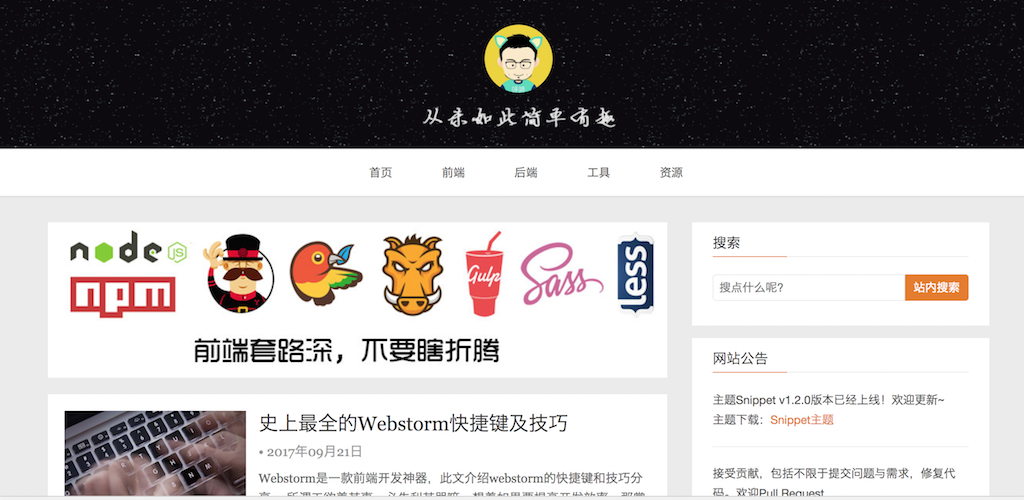 从未如此简单有趣
首页 前端 后端 工具 资源
node JS
npm
Gulp
Sass
less
前端套路深，不要瞎折腾
搜索
搜点什么呢?
站内搜索
网站公告
主题Snippet v1.2.0版本已经上线！欢迎更新~
主题下载：Snippet主题
接受贡献，包括不限于提交问题与需求，修复代
码。欢迎Pull Request
史上最全的Webstorm快捷键及技巧
• 2017年09月21日
Webstorm是一款前端开发神器，此文介绍webstorm的快捷键和技巧分